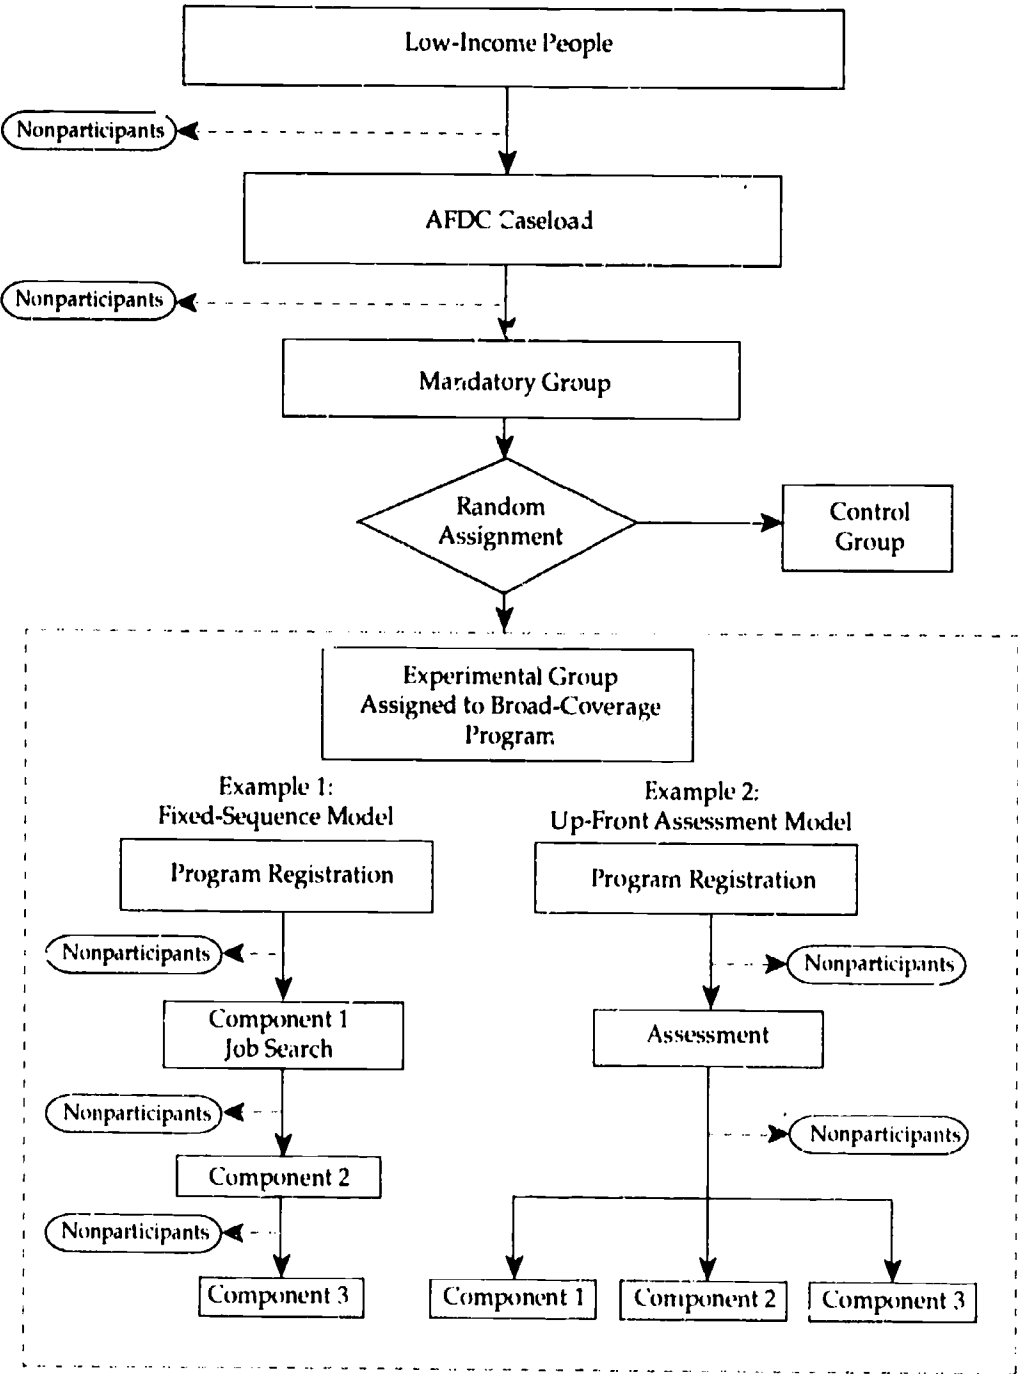 Low-Income People
Nonparticipants
AFDC Caseload
Nonparticipants
Mandatory Group
Random
Assignment
Control
Group
Experimental Group
Assigned to Broad-Coverage
Program
Example 1:
Fixed-Sequence Model
Example 2:
Up-Front Assessment Model
Program Registration
Program Registration
Nonparticipants
Nonparticipants
Component 1
Job Search
Assessment
Nonparticipants
Nonparticipants
Component 2
Nonparticipants
Component 3
Component 1
Component 2
Component 3